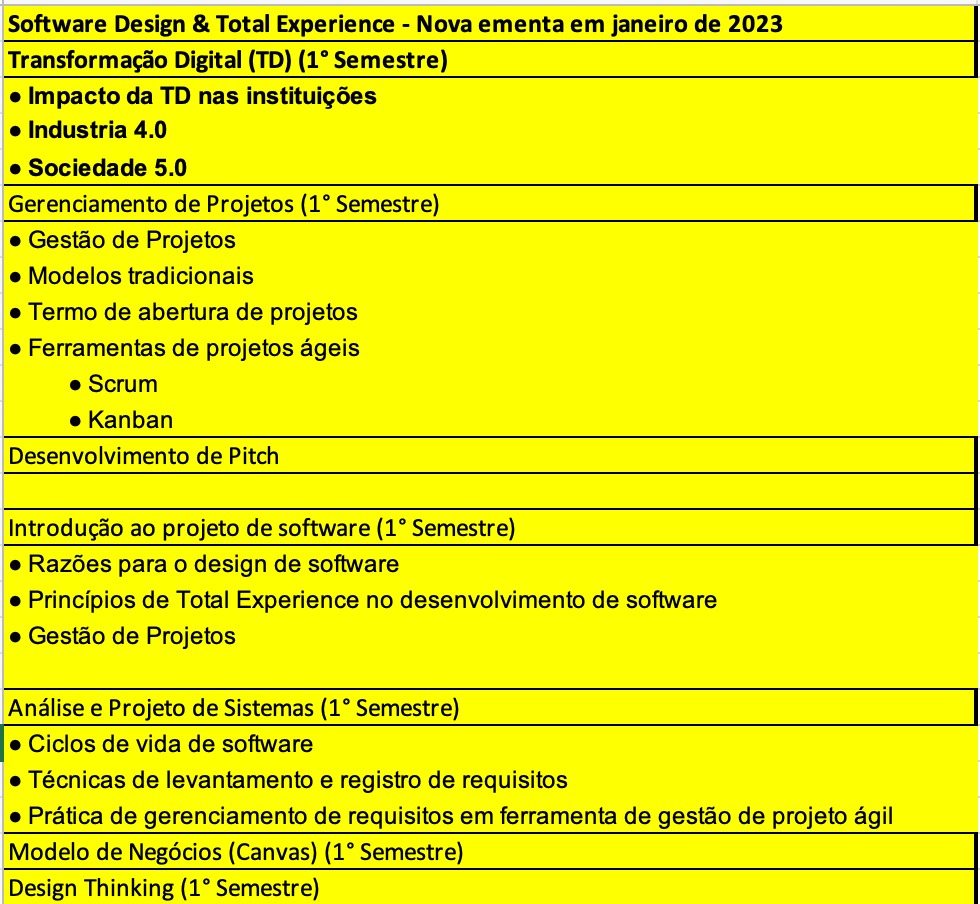 Software Design & Total Experience - Nova ementa em janeiro de 2023
Transformação Digital (TD) (1° Semestre)
● Impacto da TD nas instituições
● Industria 4.0
● Sociedade 5.0
Gerenciamento de Projetos (1° Semestre)
● Gestão de Projetos
● Modelos tradicionais
● Termo de abertura de projetos
● Ferramentas de projetos ágeis
● Scrum
● Kanban
Desenvolvimento de Pitch
Introdução ao projeto de software (1° Semestre)
● Razões para o design de software
● Princípios de Total Experience no desenvolvimento de software
● Gestão de Projetos
Análise e Projeto de Sistemas (1° Semestre)
● Ciclos de vida de software
● Técnicas de levantamento e registro de requisitos
● Prática de gerenciamento de requisitos em ferramenta de gestão de projeto ágil
Modelo de Negócios (Canvas) (1° Semestre)
Design Thinking (1° Semestre)